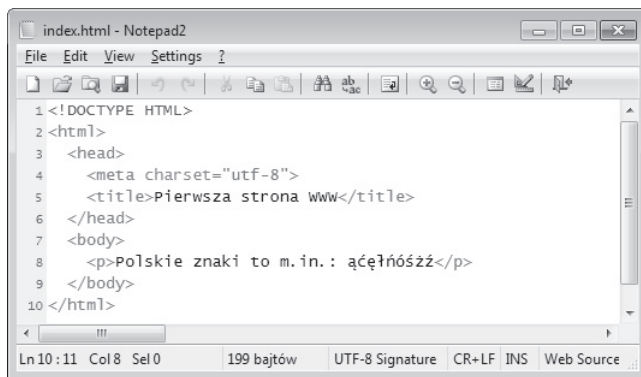 index.html - Notepad2
File Edit View Settings ?
1 <!DOCTYPE HTML>
2 <html>
3   <head>
4     <meta charset="utf-8">
5     <title>Pierwsza strona WWW</title>
6   </head>
7   <body>
8     <p>Polskie znaki to m.in.: ąćęłńóśżź</p>
9   </body>
10 </html>
Ln 10 : 11 Col 8 Sel 0 199 bajtów UTF-8 Signature CR+LF INS Web Source